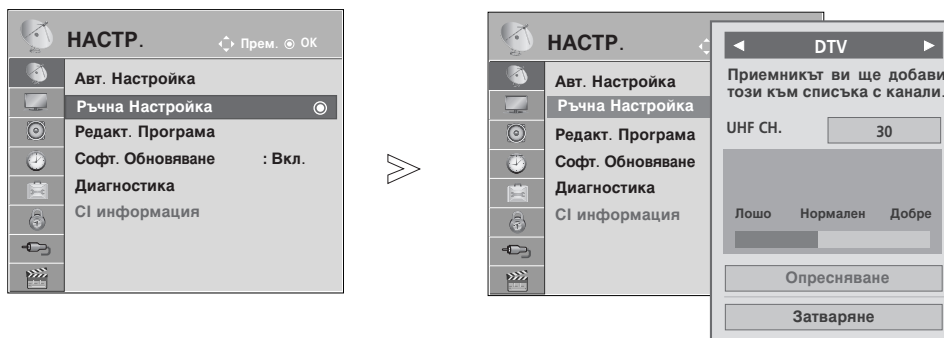 НАСТР.
Прем. OK
Авт. Настройка
Ръчна Настройка
Редакт. Програма
Софт. Обновяване : Вкл.
Диагностика
CI информация
НАСТР.
Авт. Настройка
Ръчна Настройка
Редакт. Програма
Софт. Обновяване
Диагностика
CI информация
DTV
Приемникът ви ще добави
този към списъка с канали.
UHF CH. 30
Лошо Нормален Добре
Опресняване
Затваряне